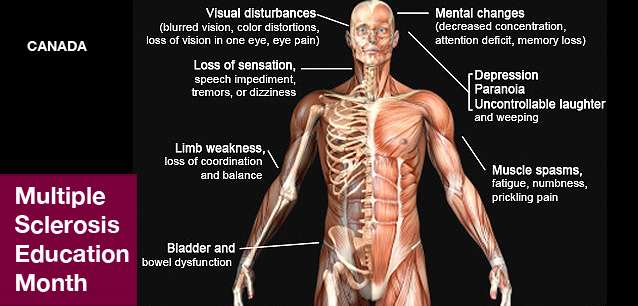 CANADA
Multiple
Sclerosis
Education
Month
Visual disturbances
(blurred vision, color distortions,
loss of vision in one eye, eye pain)
Loss of sensation,
speech impediment,
tremors, or dizziness
Limb weakness,
loss of coordination
and balance
Bladder and
bowel dysfunction
Mental changes
(decreased concentration,
attention deficit, memory loss)
Depression
Paranoia
Uncontrollable laughter
and weeping
Muscle spasms,
fatigue, numbness,
prickling pain